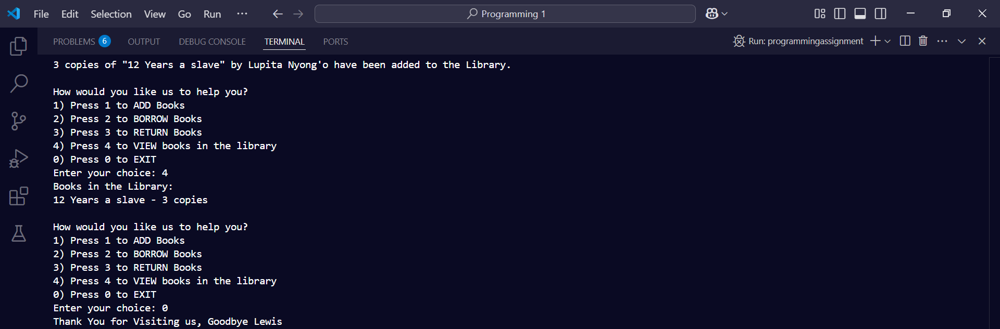 File Edit Selection View Go Run ··· Programming 1
PROBLEMS 6 OUTPUT DEBUG CONSOLE TERMINAL PORTS Run: programmingassignment
3 copies of "12 Years a slave" by Lupita Nyong'o have been added to the Library.
How would you like us to help you?
1) Press 1 to ADD Books
2) Press 2 to BORROW Books
3) Press 3 to RETURN Books
4) Press 4 to VIEW books in the library
0) Press 0 to EXIT
Enter your choice: 4
Books in the Library:
12 Years a slave - 3 copies
How would you like us to help you?
1) Press 1 to ADD Books
2) Press 2 to BORROW Books
3) Press 3 to RETURN Books
4) Press 4 to VIEW books in the library
0) Press 0 to EXIT
Enter your choice: 0
Thank You for Visiting us, Goodbye Lewis